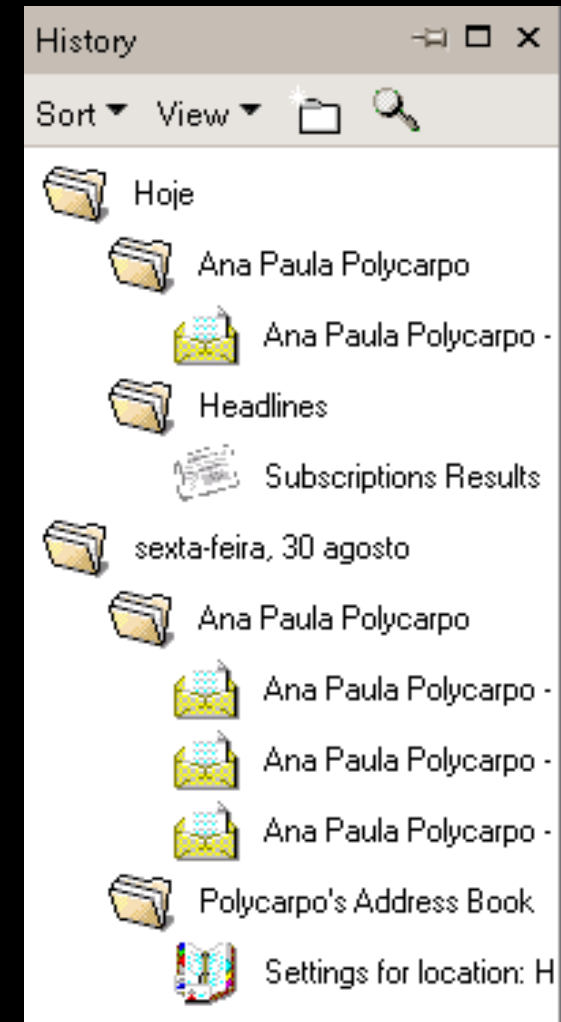 History
Sort View
Hoje
Ana Paula Polycarpo
Ana Paula Polycarpo -
Headlines
Subscriptions Results
sexta-feira, 30 agosto
Ana Paula Polycarpo
Ana Paula Polycarpo -
Ana Paula Polycarpo -
Ana Paula Polycarpo -
Polycarpo's Address Book
Settings for location: H